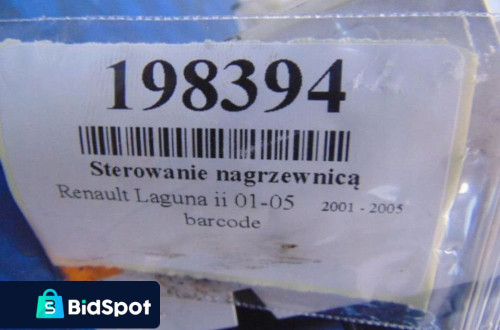 198394
Sterowanie nagrzewnicą
Renault Laguna ii 01-05 2001 - 2005
barcode
BidSpot